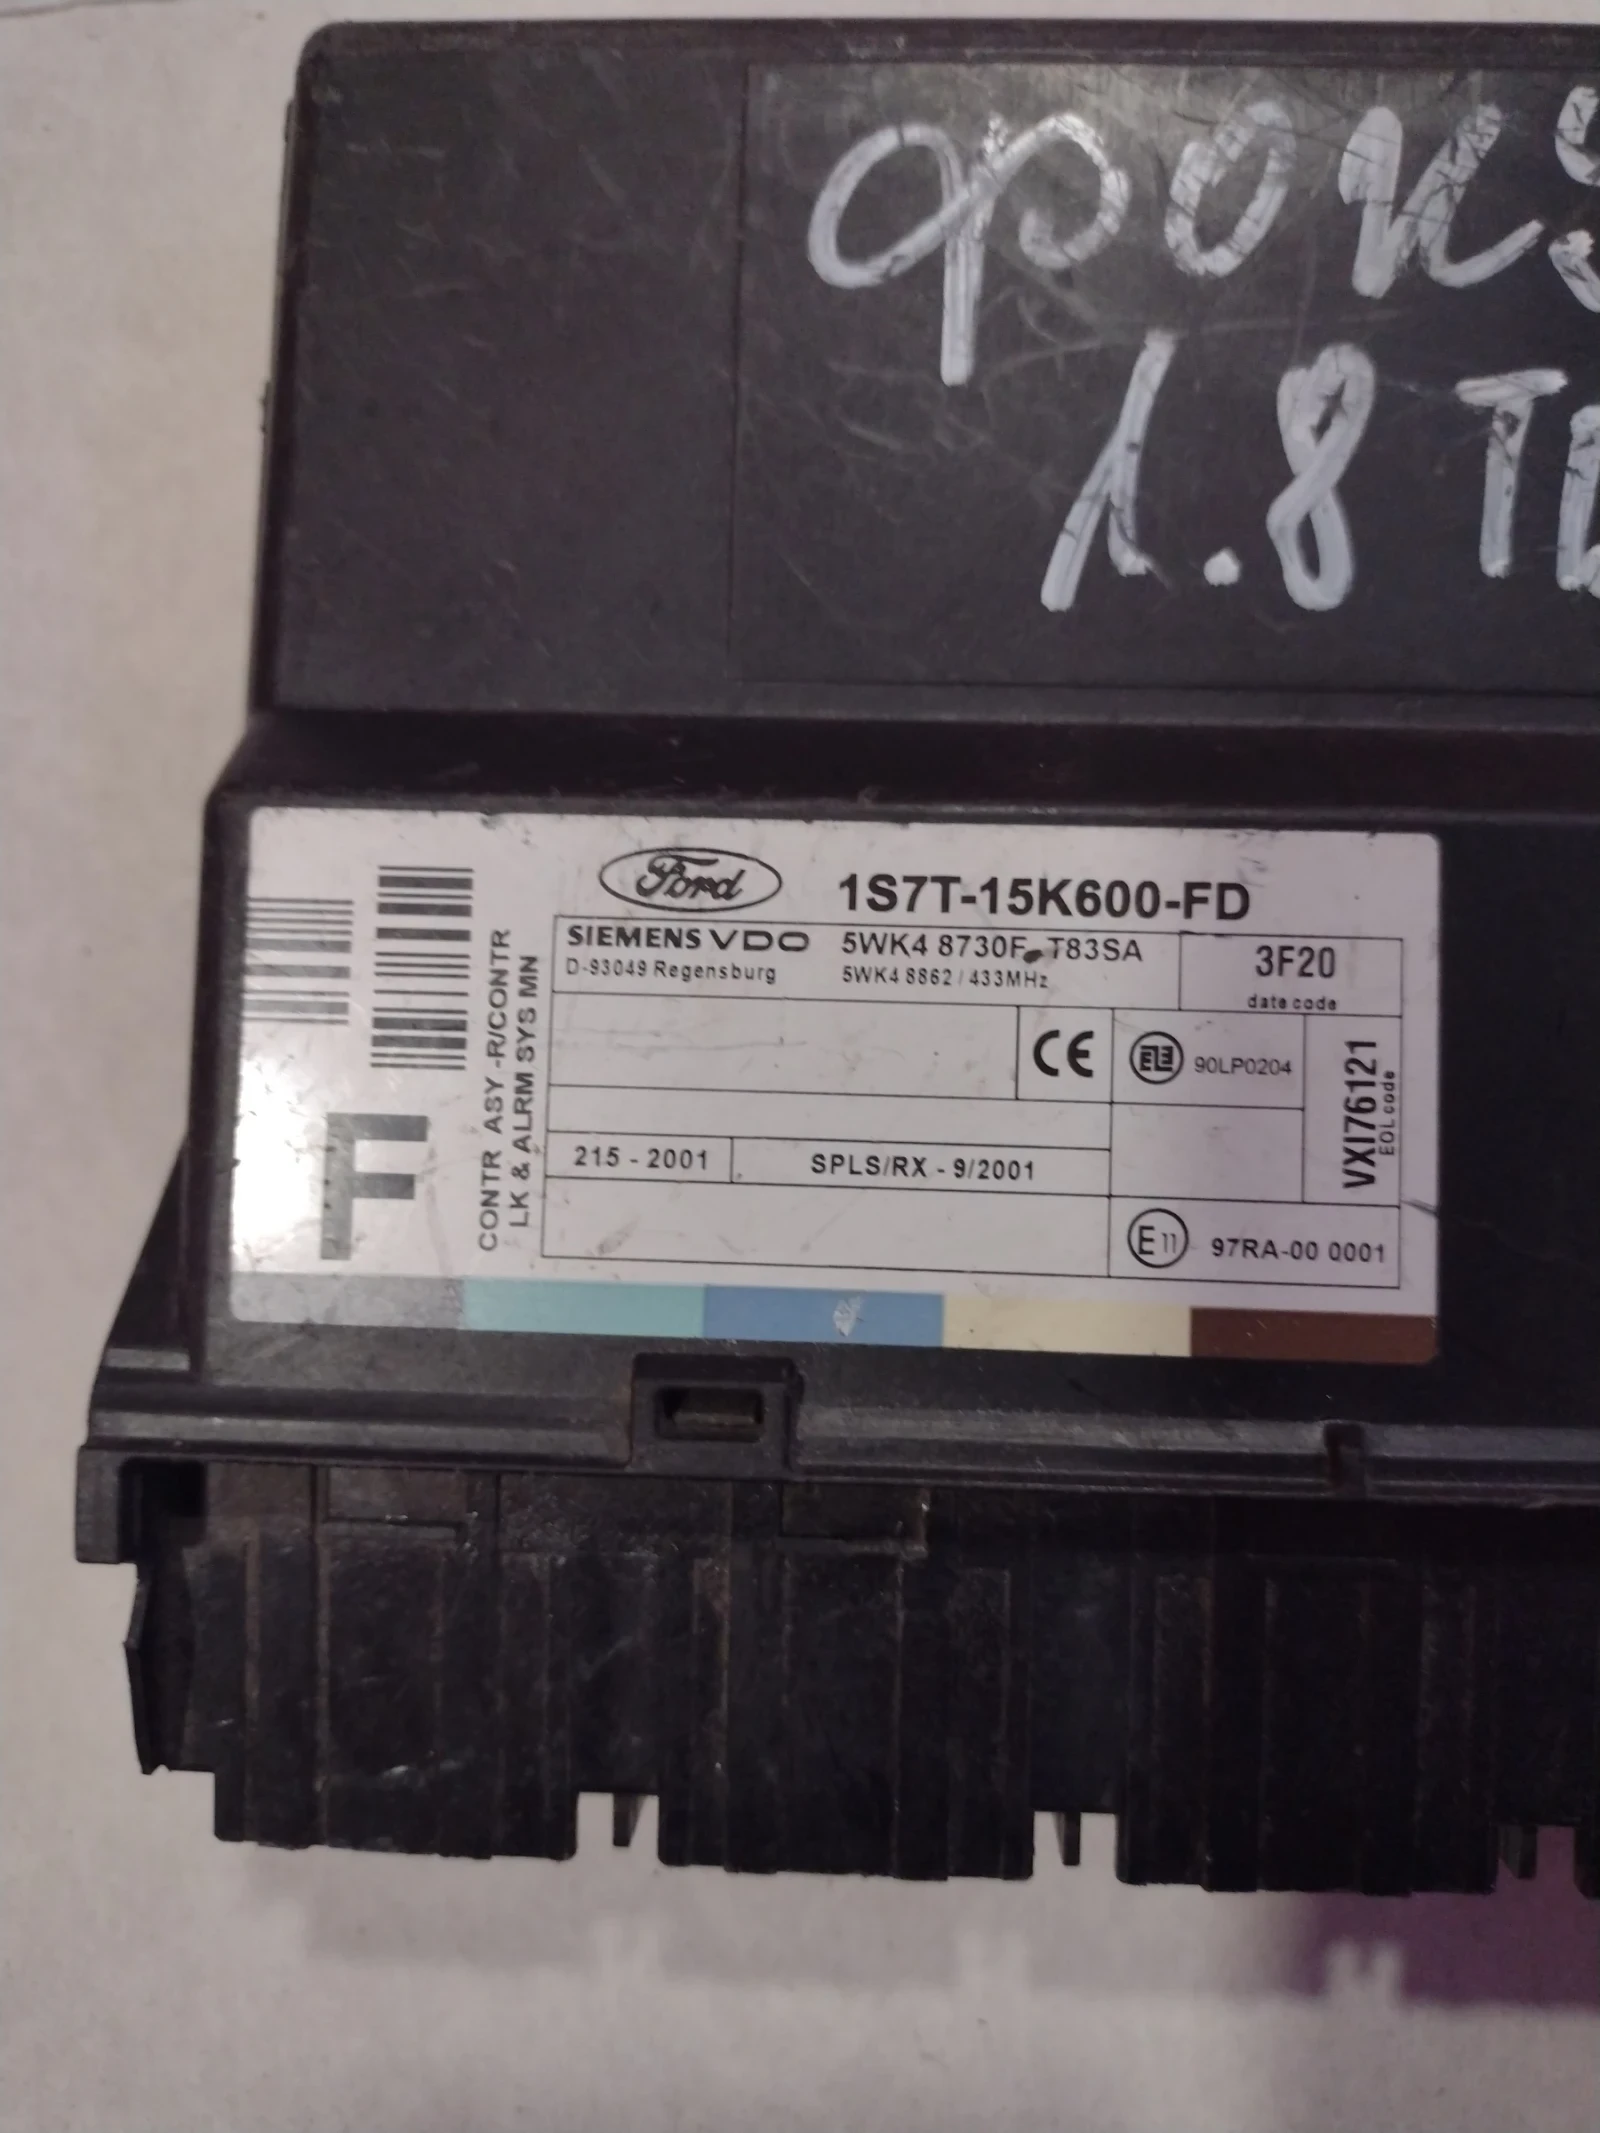 фок
1.8 T
Ford
1S7T-15K600-FD
SIEMENS VDO
5WK4 8730F T83SA
D-93049 Regensburg
5WK4 8862 / 433MHz
3F20
date code
CE
90LP0204
VXI76121
EOL code
215 - 2001
SPLS/RX - 9/2001
E 11
97RA-00 0001
CONTR ASY -R/CONTR
LK & ALRM SYS MN
F